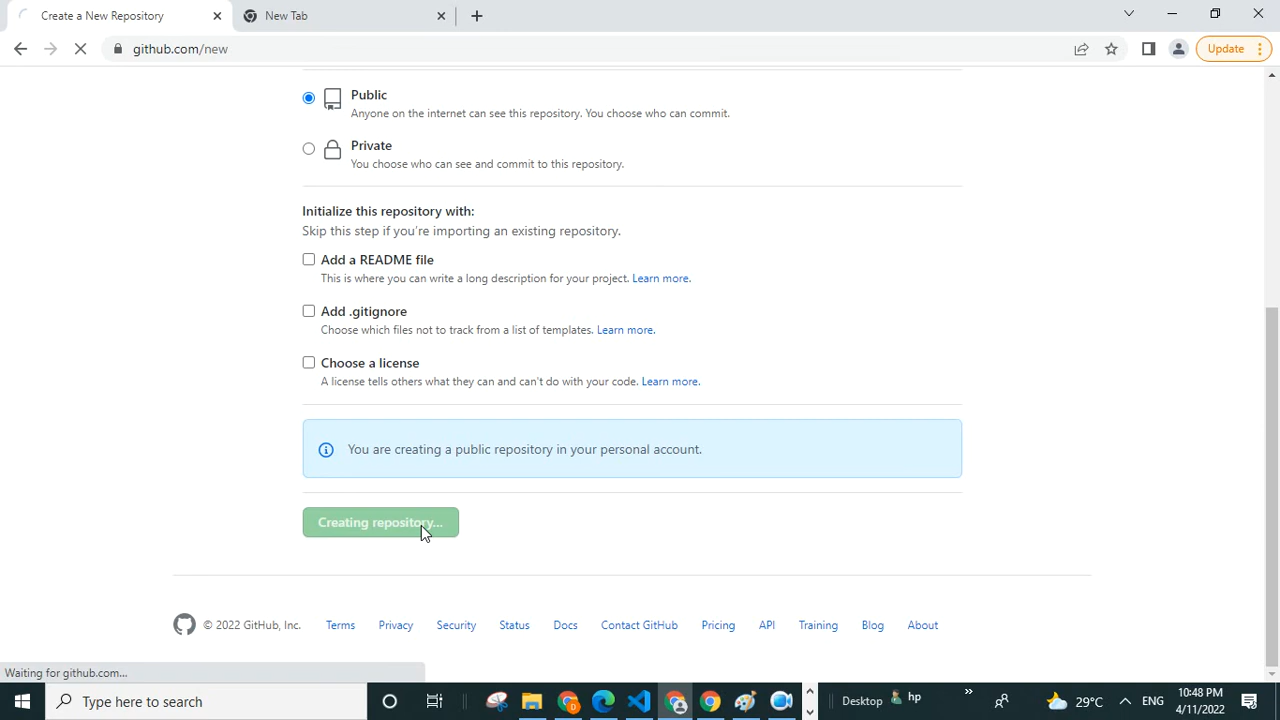 Create a New Repository
New Tab
github.com/new
Update
Public
Anyone on the internet can see this repository. You choose who can commit.
Private
You choose who can see and commit to this repository.
Initialize this repository with:
Skip this step if you're importing an existing repository.
Add a README file
This is where you can write a long description for your project. Learn more.
Add .gitignore
Choose which files not to track from a list of templates. Learn more.
Choose a license
A license tells others what they can and can't do with your code. Learn more.
You are creating a public repository in your personal account.
Creating repository...
© 2022 GitHub, Inc. Terms Privacy Security Status Docs Contact GitHub Pricing API Training Blog About
Waiting for github.com...
Type here to search
Desktop
hp
29°C
ENG
10:48 PM
4/11/2022